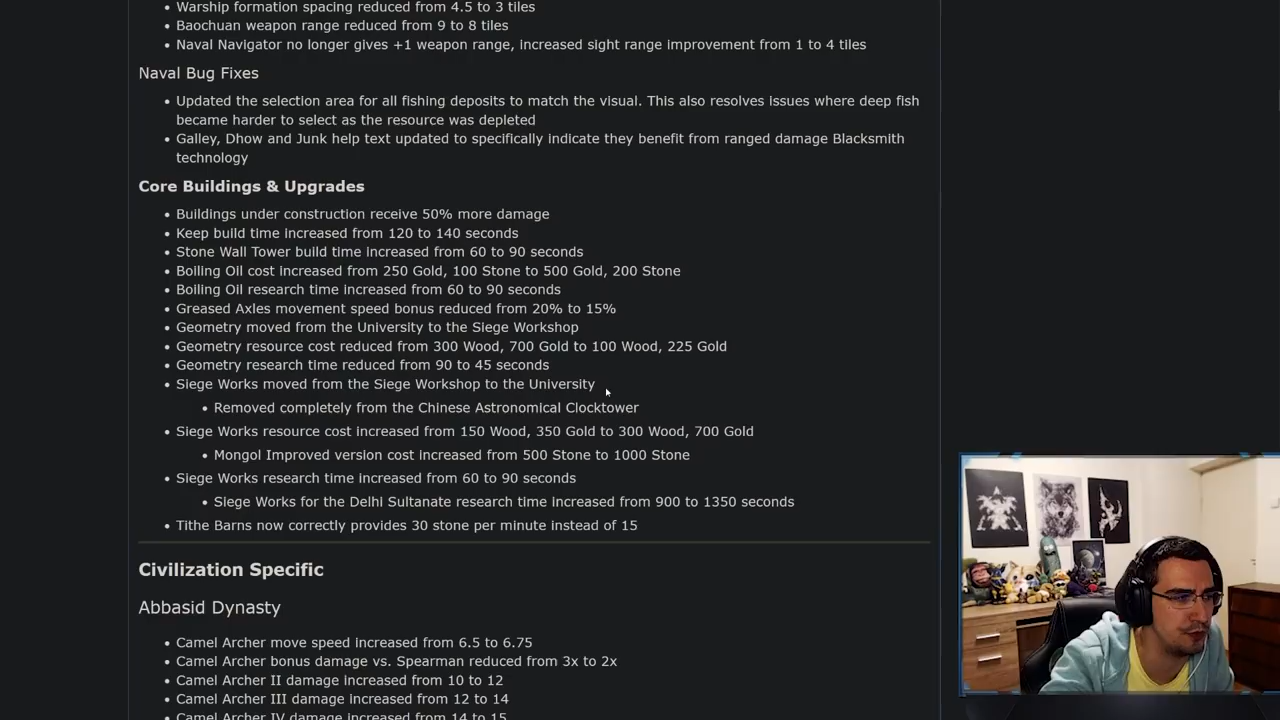 Warship formation spacing reduced from 4.5 to 3 tiles
Baochuan weapon range reduced from 9 to 8 tiles
Naval Navigator no longer gives +1 weapon range, increased sight range improvement from 1 to 4 tiles
Naval Bug Fixes
Updated the selection area for all fishing deposits to match the visual. This also resolves issues where deep fish
became harder to select as the resource was depleted
Galley, Dhow and Junk help text updated to specifically indicate they benefit from ranged damage Blacksmith
technology
Core Buildings & Upgrades
Buildings under construction receive 50% more damage
Keep build time increased from 120 to 140 seconds
Stone Wall Tower build time increased from 60 to 90 seconds
Boiling Oil cost increased from 250 Gold, 100 Stone to 500 Gold, 200 Stone
Boiling Oil research time increased from 60 to 90 seconds
Greased Axles movement speed bonus reduced from 20% to 15%
Geometry moved from the University to the Siege Workshop
Geometry resource cost reduced from 300 Wood, 700 Gold to 100 Wood, 225 Gold
Geometry research time reduced from 90 to 45 seconds
Siege Works moved from the Siege Workshop to the University
Removed completely from the Chinese Astronomical Clocktower
Siege Works resource cost increased from 150 Wood, 350 Gold to 300 Wood, 700 Gold
Mongol Improved version cost increased from 500 Stone to 1000 Stone
Siege Works research time increased from 60 to 90 seconds
Siege Works for the Delhi Sultanate research time increased from 900 to 1350 seconds
Tithe Barns now correctly provides 30 stone per minute instead of 15
Civilization Specific
Abbasid Dynasty
Camel Archer move speed increased from 6.5 to 6.75
Camel Archer bonus damage vs. Spearman reduced from 3x to 2x
Camel Archer II damage increased from 10 to 12
Camel Archer III damage increased from 12 to 14
Camel Archer IV damage increased from 14 to 15